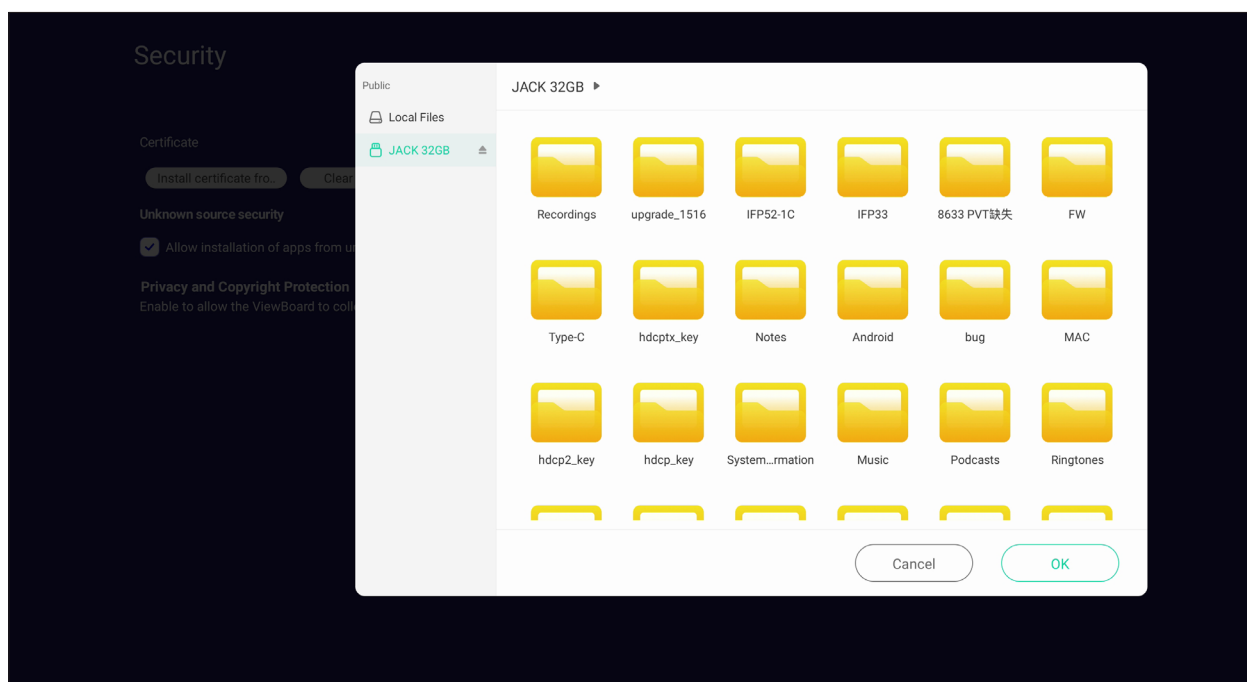 Security
Certificate
Install certificate fro..
Clear
Unknown source security
Allow installation of apps from un
Privacy and Copyright Protection
Enable to allow the ViewBoard to coll
Public
Local Files
JACK 32GB
JACK 32GB
Recordings
upgrade_1516
IFP52-1C
IFP33
8633 PVT缺失
FW
Type-C
hdcptx_key
Notes
Android
bug
MAC
hdcp2_key
hdcp_key
System...rmation
Music
Podcasts
Ringtones
Cancel
OK